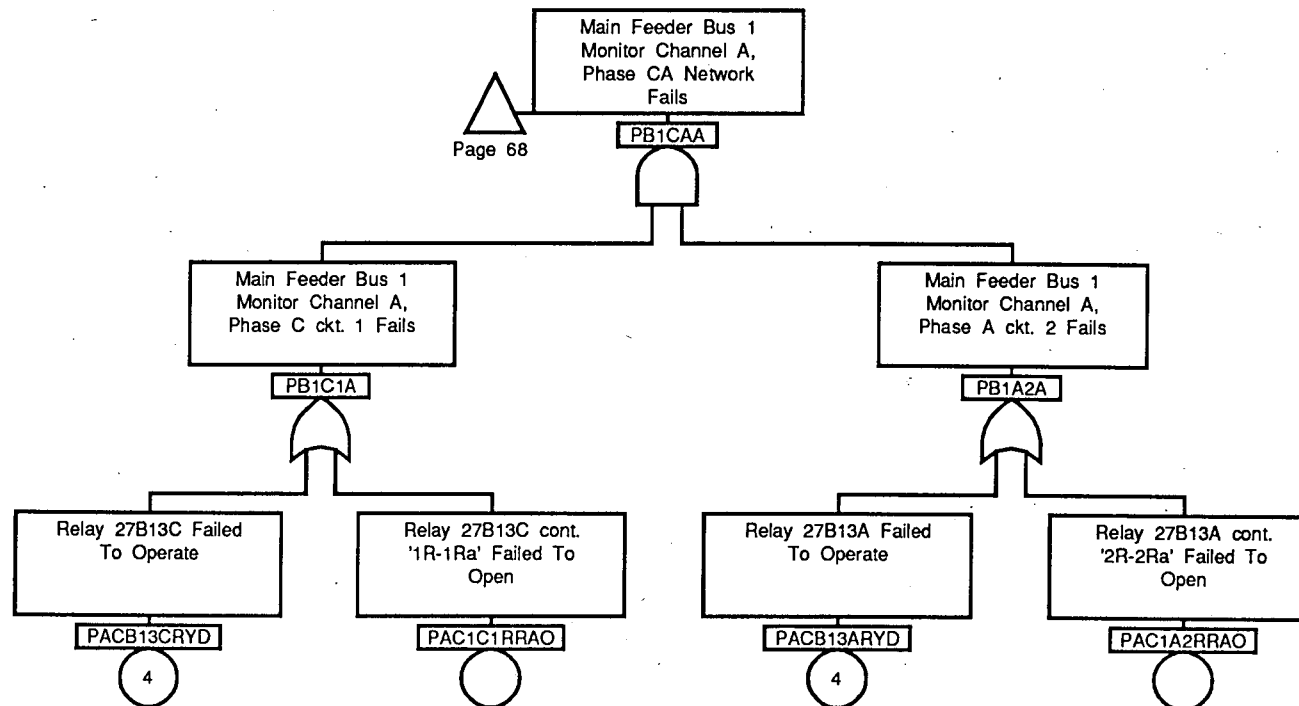 Main Feeder Bus 1
Monitor Channel A,
Phase CA Network
Fails
Page 68
PB1CAA
Main Feeder Bus 1
Monitor Channel A,
Phase C ckt. 1 Fails
PB1C1A
Main Feeder Bus 1
Monitor Channel A,
Phase A ckt. 2 Fails
PB1A2A
Relay 27B13C Failed
To Operate
PACB13CRYD
4
Relay 27B13C cont.
'1R-1Ra' Failed To
Open
PAC1C1RRAO
Relay 27B13A Failed
To Operate
PACB13ARYD
4
Relay 27B13A cont.
'2R-2Ra' Failed To
Open
PAC1A2RRAO